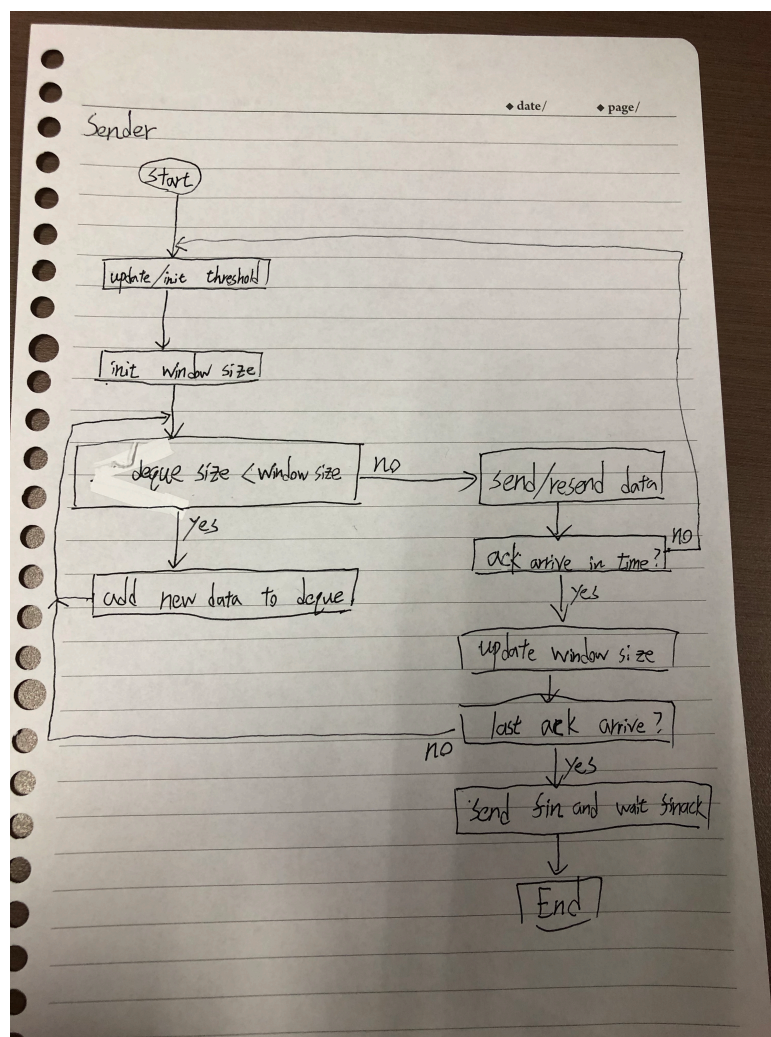 ◆ date/ ◆ page/
Sender
Start
update/init threshold
init window size
deque size < window size
no
send/resend data
yes
ack arrive in time?
no
add new data to deque
yes
update window size
last ack arrive?
no
yes
send fin and wait finack
End